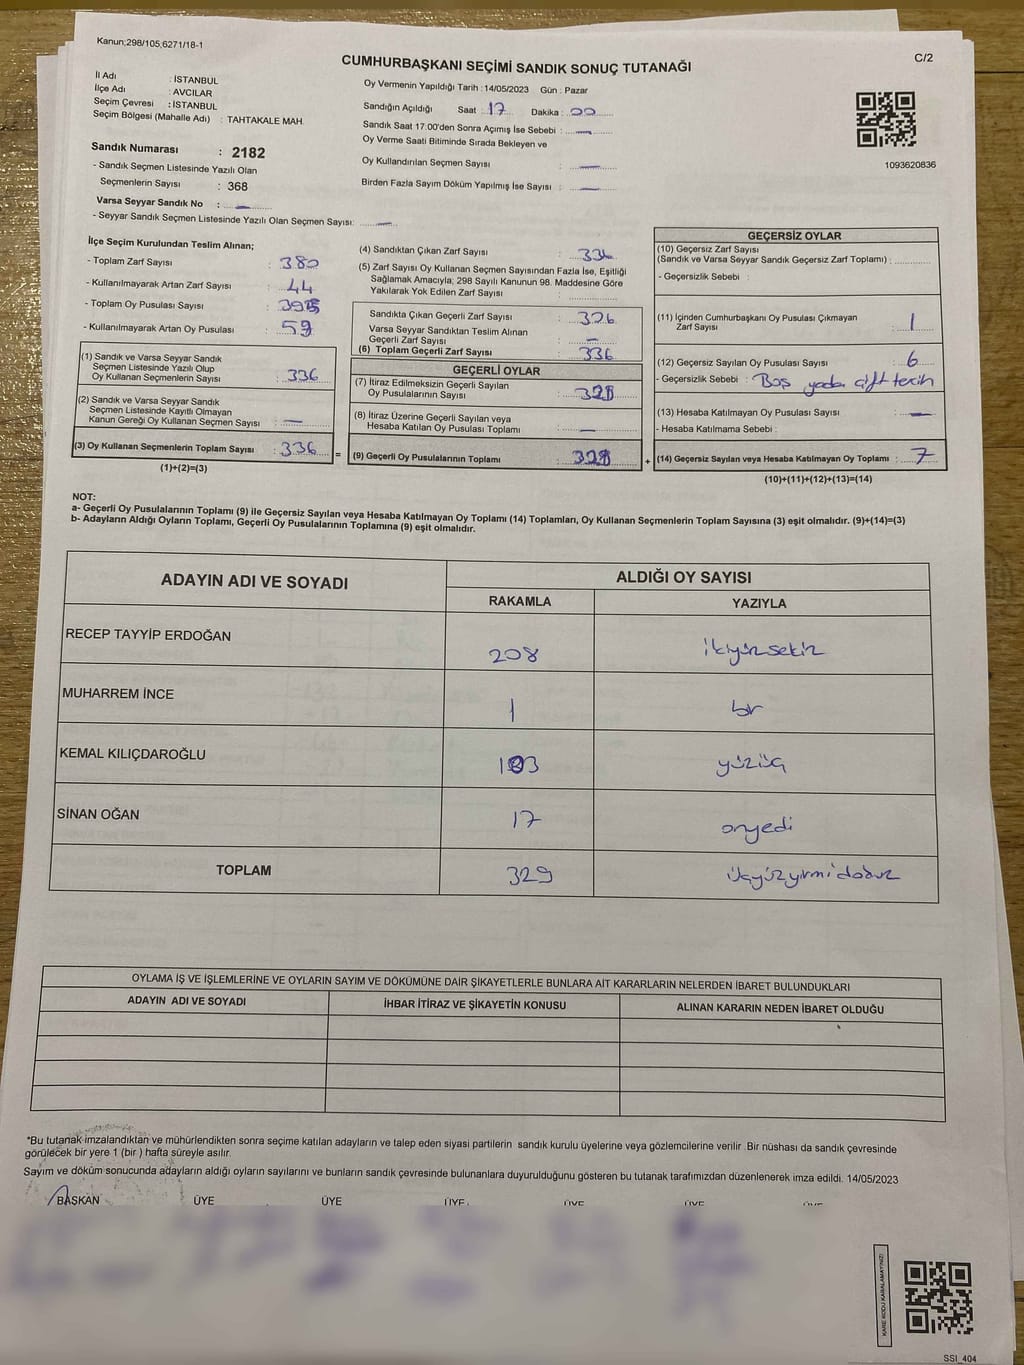 Kanun;298/105,6271/18-1
C/2
CUMHURBAŞKANI SEÇİMİ SANDIK SONUÇ TUTANAĞI
İl Adı : İSTANBUL
İlçe Adı : AVCILAR
Seçim Çevresi : İSTANBUL
Seçim Bölgesi (Mahalle Adı) : TAHTAKALE MAH.
Sandık Numarası : 2182
- Sandık Seçmen Listesinde Yazılı Olan
Seçmenlerin Sayısı : 368
Varsa Seyyar Sandık No : —
- Seyyar Sandık Seçmen Listesinde Yazılı Olan Seçmen Sayısı: —
Oy Vermenin Yapıldığı Tarih : 14/05/2023 Gün : Pazar
Sandığın Açıldığı Saat : 17 Dakika : 00
Sandık Saat 17.00'den Sonra Açımış İse Sebebi : —
Oy Verme Saati Bitiminde Sırada Bekleyen ve
Oy Kullandırılan Seçmen Sayısı : —
Birden Fazla Sayım Döküm Yapılmış İse Sayısı : —
1093620836
İlçe Seçim Kurulundan Teslim Alınan;
- Toplam Zarf Sayısı : 380
- Kullanılmayarak Artan Zarf Sayısı : 44
- Toplam Oy Pusulası Sayısı : 395
- Kullanılmayarak Artan Oy Pusulası : 59
(1) Sandık ve Varsa Seyyar Sandık
Seçmen Listesinde Yazılı Olup
Oy Kullanan Seçmenlerin Sayısı : 336
(2) Sandık ve Varsa Seyyar Sandık
Seçmen Listesinde Kayıtlı Olmayan
Kanun Gereği Oy Kullanan Seçmen Sayısı : —
(3) Oy Kullanan Seçmenlerin Toplam Sayısı : 336
(1)+(2)=(3)
(4) Sandıktan Çıkan Zarf Sayısı : 336
(5) Zarf Sayısı Oy Kullanan Seçmen Sayısından Fazla İse, Eşitliği
Sağlamak Amacıyla; 298 Sayılı Kanunun 98. Maddesine Göre
Yakılarak Yok Edilen Zarf Sayısı :
Sandıkta Çıkan Geçerli Zarf Sayısı : 326
Varsa Seyyar Sandıktan Teslim Alınan
Geçerli Zarf Sayısı : —
(6) Toplam Geçerli Zarf Sayısı : 336
GEÇERLİ OYLAR
(7) İtiraz Edilmeksizin Geçerli Sayılan
Oy Pusulalarının Sayısı :
(8) İtiraz Üzerine Geçerli Sayılan veya
Hesaba Katılan Oy Pusulası Toplamı : —
= (9) Geçerli Oy Pusulalarının Toplamı :
GEÇERSİZ OYLAR
(10) Geçersiz Zarf Sayısı
(Sandık ve Varsa Seyyar Sandık Geçersiz Zarf Toplamı) :
- Geçersizlik Sebebi :
(11) İçinden Cumhurbaşkanı Oy Pusulası Çıkmayan
Zarf Sayısı : 1
(12) Geçersiz Sayılan Oy Pusulası Sayısı : 6
- Geçersizlik Sebebi : Boş yada çift tercih
(13) Hesaba Katılmayan Oy Pusulası Sayısı : —
- Hesaba Katılmama Sebebi :
+ (14) Geçersiz Sayılan veya Hesaba Katılmayan Oy Toplamı : 7
(10)+(11)+(12)+(13)=(14)
NOT:
a- Geçerli Oy Pusulalarının Toplamı (9) ile Geçersiz Sayılan veya Hesaba Katılmayan Oy Toplamı (14) Toplamları, Oy Kullanan Seçmenlerin Toplam Sayısına (3) eşit olmalıdır. (9)+(14)=(3)
b- Adayların Aldığı Oyların Toplamı, Geçerli Oy Pusulalarının Toplamına (9) eşit olmalıdır.
ADAYIN ADI VE SOYADI ALDIĞI OY SAYISI
RAKAMLA YAZIYLA
RECEP TAYYİP ERDOĞAN 208 ikiyüzsekiz
MUHARREM İNCE 1 bir
KEMAL KILIÇDAROĞLU 103 yüzüç
SİNAN OĞAN 17 onyedi
TOPLAM 329 üçyüzyirmidokuz
OYLAMA İŞ VE İŞLEMLERİNE VE OYLARIN SAYIM VE DÖKÜMÜNE DAİR ŞİKAYETLERLE BUNLARA AİT KARARLARIN NELERDEN İBARET BULUNDUKLARI
ADAYIN ADI VE SOYADI İHBAR İTİRAZ VE ŞİKAYETİN KONUSU ALINAN KARARIN NEDEN İBARET OLDUĞU
*Bu tutanak imzalandıktan ve mühürlendikten sonra seçime katılan adayların ve talep eden siyasi partilerin sandık kurulu üyelerine veya gözlemcilerine verilir. Bir nüshası da sandık çevresinde
görülecek bir yere 1 (bir ) hafta süreyle asılır.
Sayım ve döküm sonucunda adayların aldığı oyların sayılarını ve bunların sandık çevresinde bulunanlara duyurulduğunu gösteren bu tutanak tarafımızdan düzenlenerek imza edildi. 14/05/2023
BAŞKAN ÜYE ÜYE ÜYE ÜYE ÜYE ÜYE
KARE KODU KARALAMAYINIZ!
SSI_404